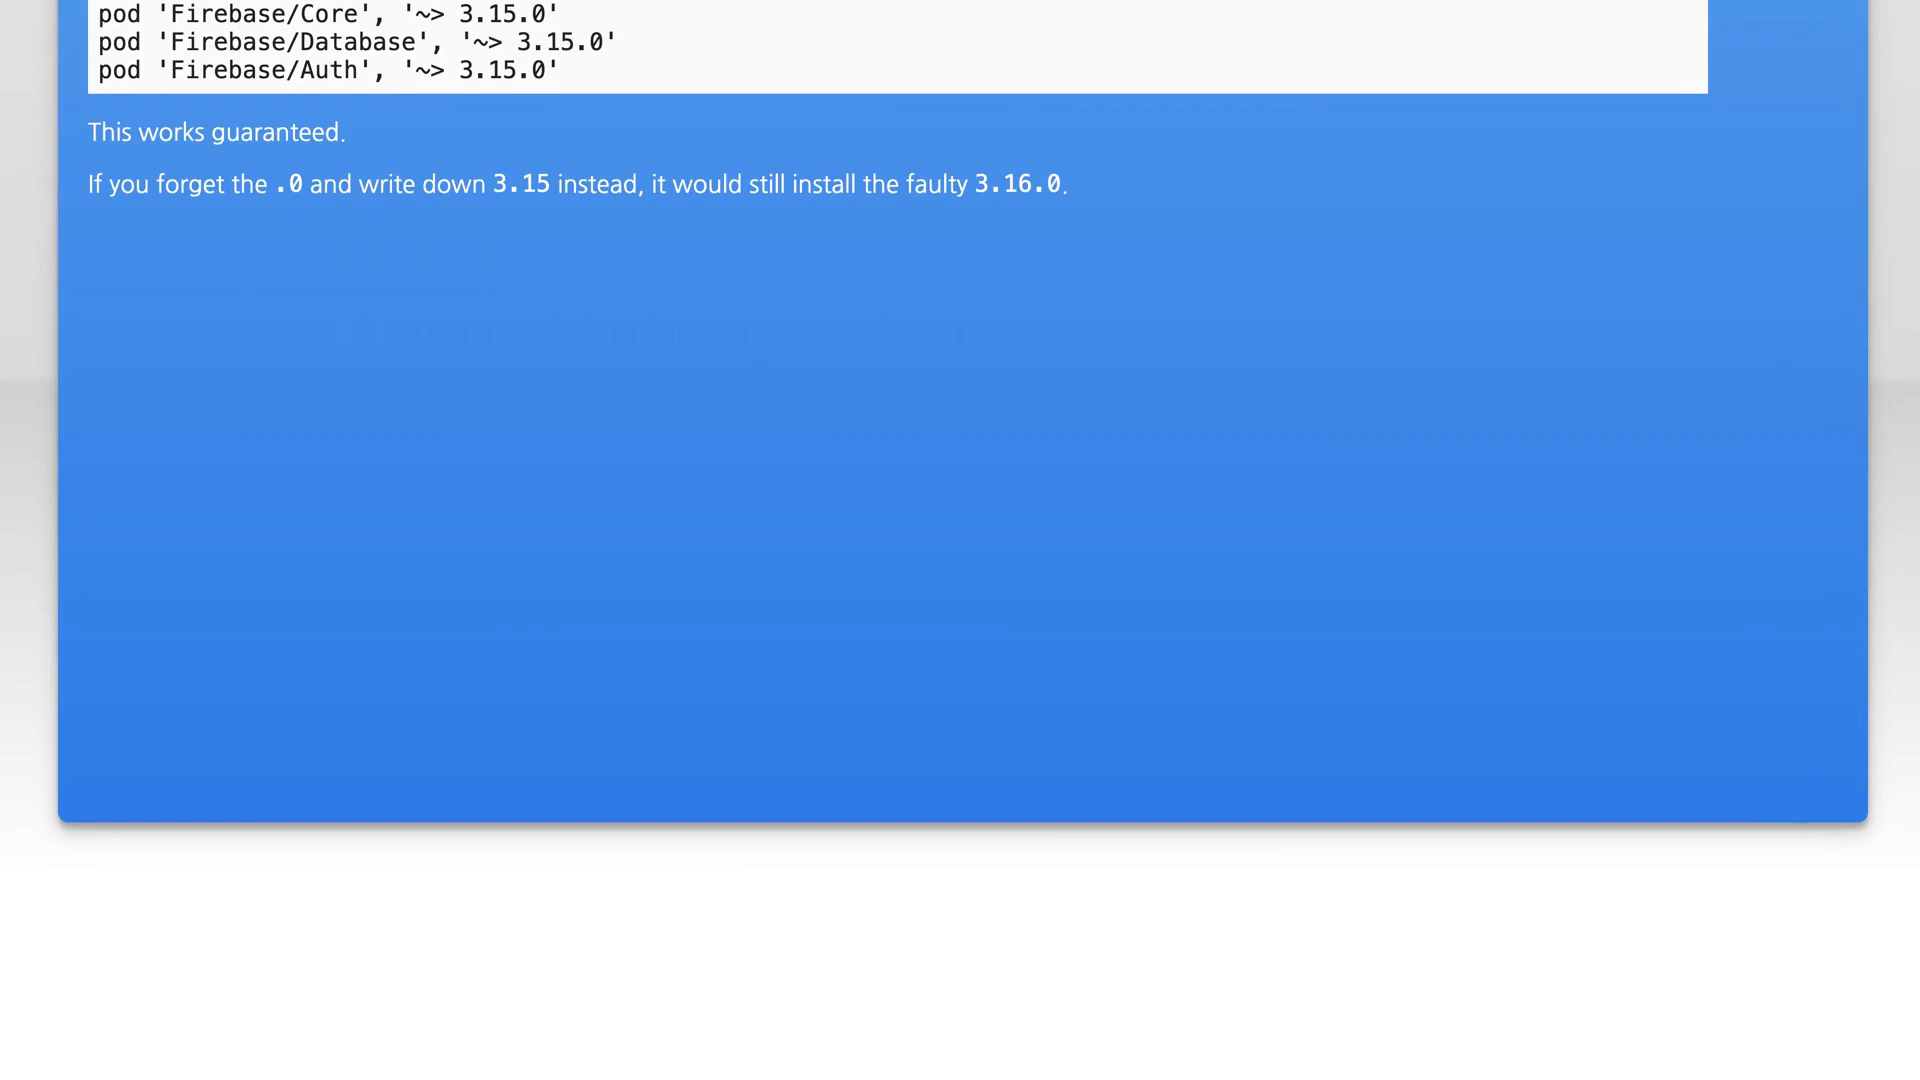 pod 'Firebase/Core', '~> 3.15.0'
pod 'Firebase/Database', '~> 3.15.0'
pod 'Firebase/Auth', '~> 3.15.0'
This works guaranteed.
If you forget the .0 and write down 3.15 instead, it would still install the faulty 3.16.0.